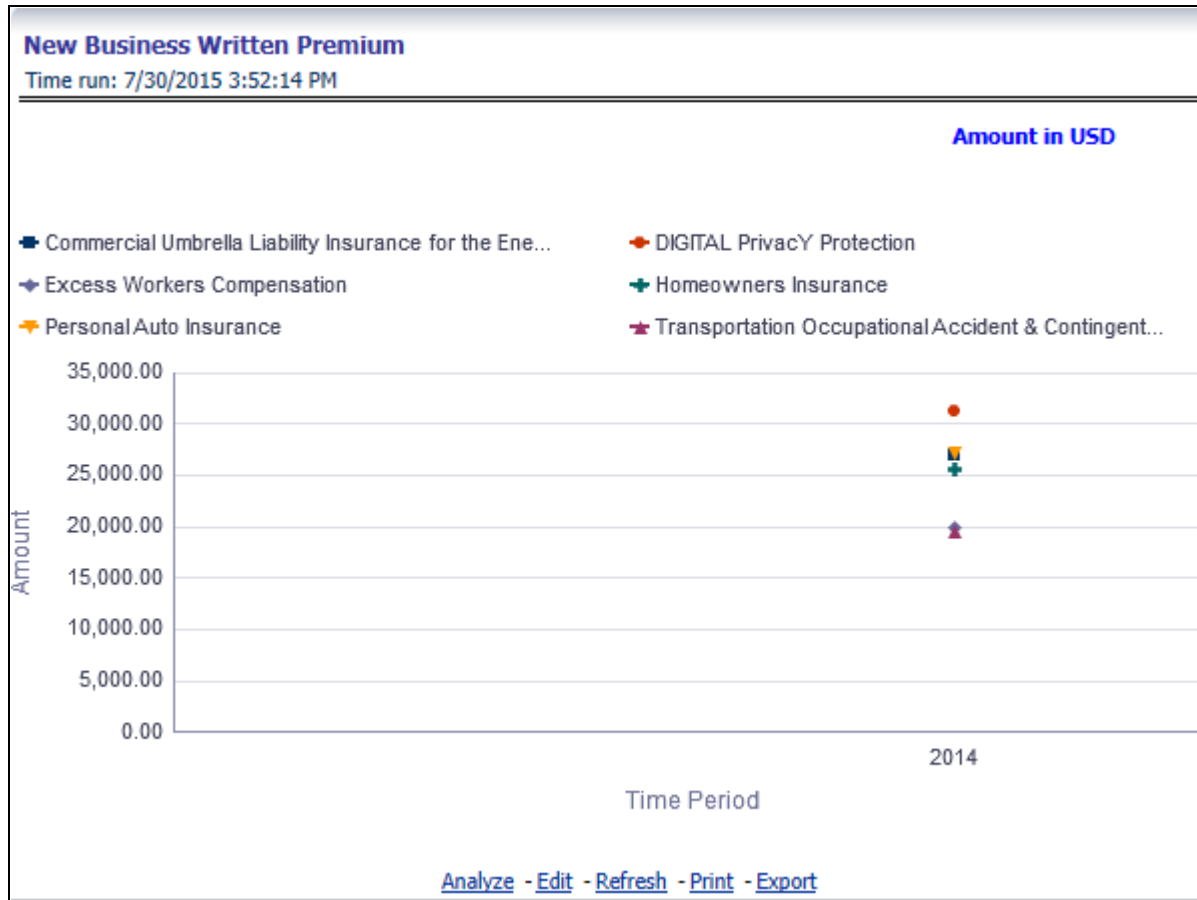 New Business Written Premium
Time run: 7/30/2015 3:52:14 PM
Amount in USD
Commercial Umbrella Liability Insurance for the Ene... DIGITAL PrivacY Protection
Excess Workers Compensation Homeowners Insurance
Personal Auto Insurance Transportation Occupational Accident & Contingent...
35,000.00
30,000.00
25,000.00
20,000.00
15,000.00
10,000.00
5,000.00
0.00
Amount
2014
Time Period
Analyze - Edit - Refresh - Print - Export